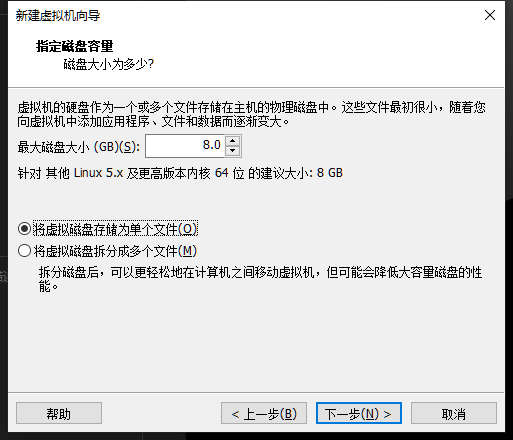 新建虚拟机向导
指定磁盘容量
磁盘大小为多少?
虚拟机的硬盘作为一个或多个文件存储在主机的物理磁盘中。这些文件最初很小，随着您
向虚拟机中添加应用程序、文件和数据而逐渐变大。
最大磁盘大小 (GB)(S): 8.0
针对 其他 Linux 5.x 及更高版本内核 64 位 的建议大小: 8 GB
将虚拟磁盘存储为单个文件(O)
将虚拟磁盘拆分成多个文件(M)
拆分磁盘后，可以更轻松地在计算机之间移动虚拟机，但可能会降低大容量磁盘的性
能。
帮助 < 上一步(B) 下一步(N) > 取消